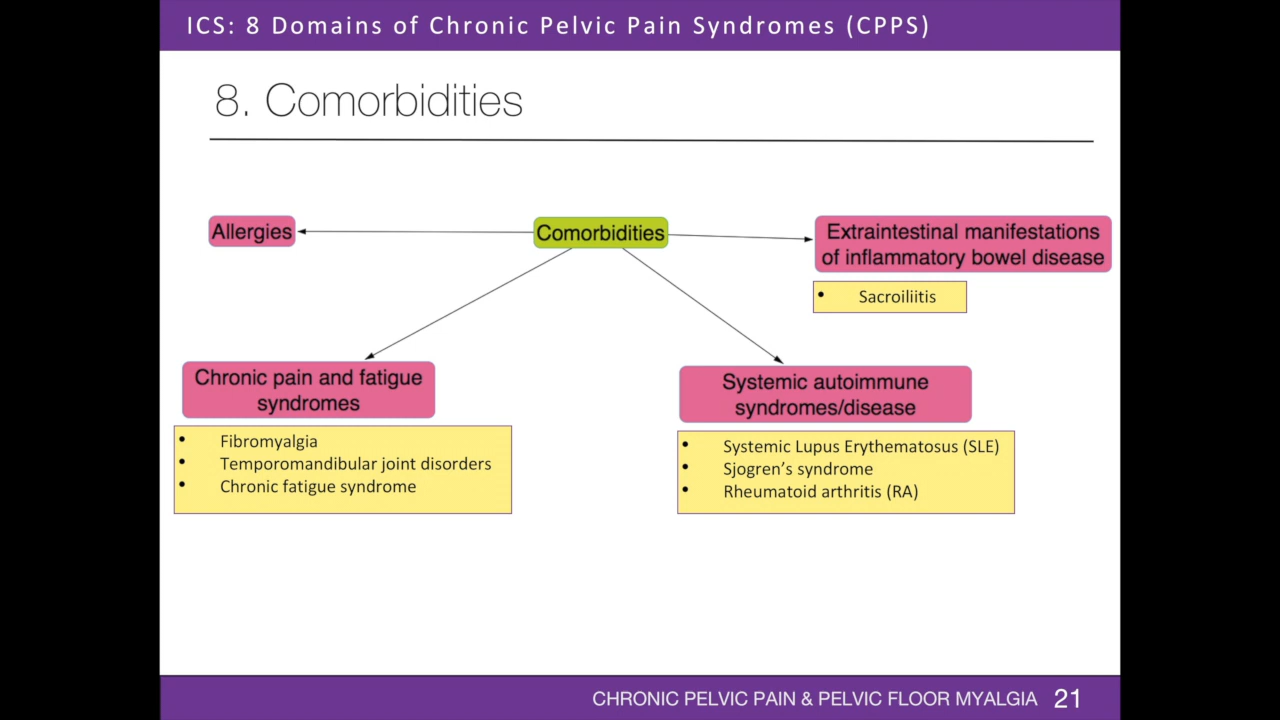 ICS: 8 Domains of Chronic Pelvic Pain Syndromes (CPPS)
8. Comorbidities
Allergies
Comorbidities
Extraintestinal manifestations
of inflammatory bowel disease
• Sacroiliitis
Chronic pain and fatigue
syndromes
• Fibromyalgia
• Temporomandibular joint disorders
• Chronic fatigue syndrome
Systemic autoimmune
syndromes/disease
• Systemic Lupus Erythematosus (SLE)
• Sjogren’s syndrome
• Rheumatoid arthritis (RA)
CHRONIC PELVIC PAIN & PELVIC FLOOR MYALGIA 21